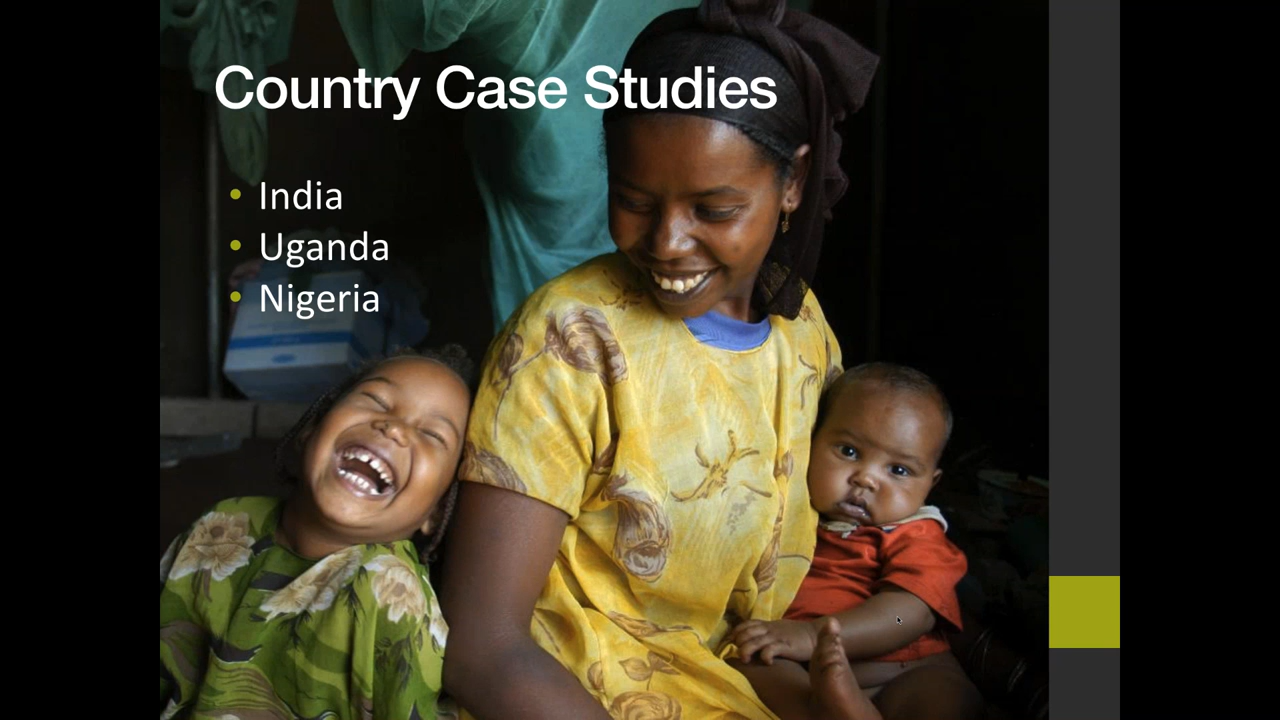 Country Case Studies
• India
• Uganda
• Nigeria